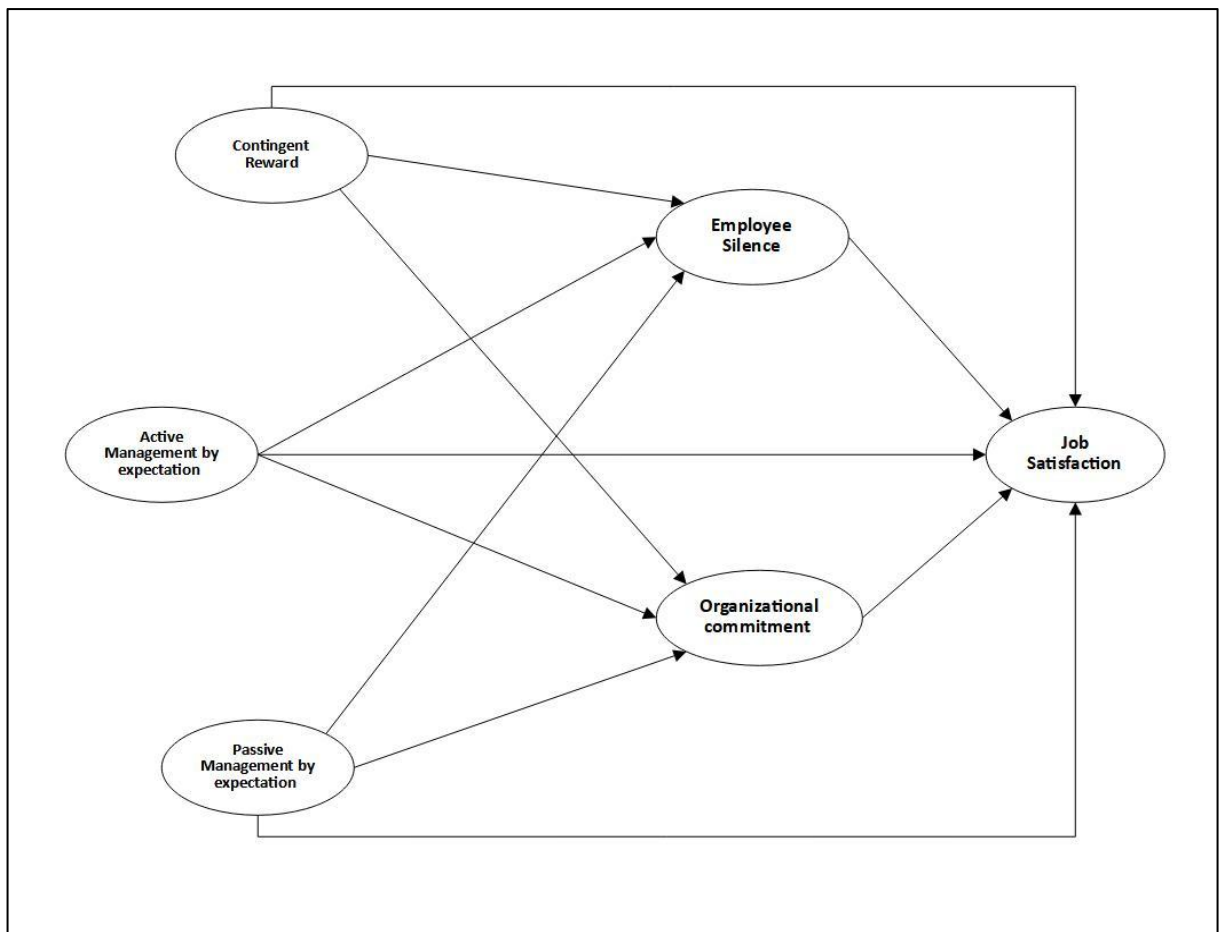 Contingent
Reward
Employee
Silence
Active
Management by
expectation
Job
Satisfaction
Organizational
commitment
Passive
Management by
expectation